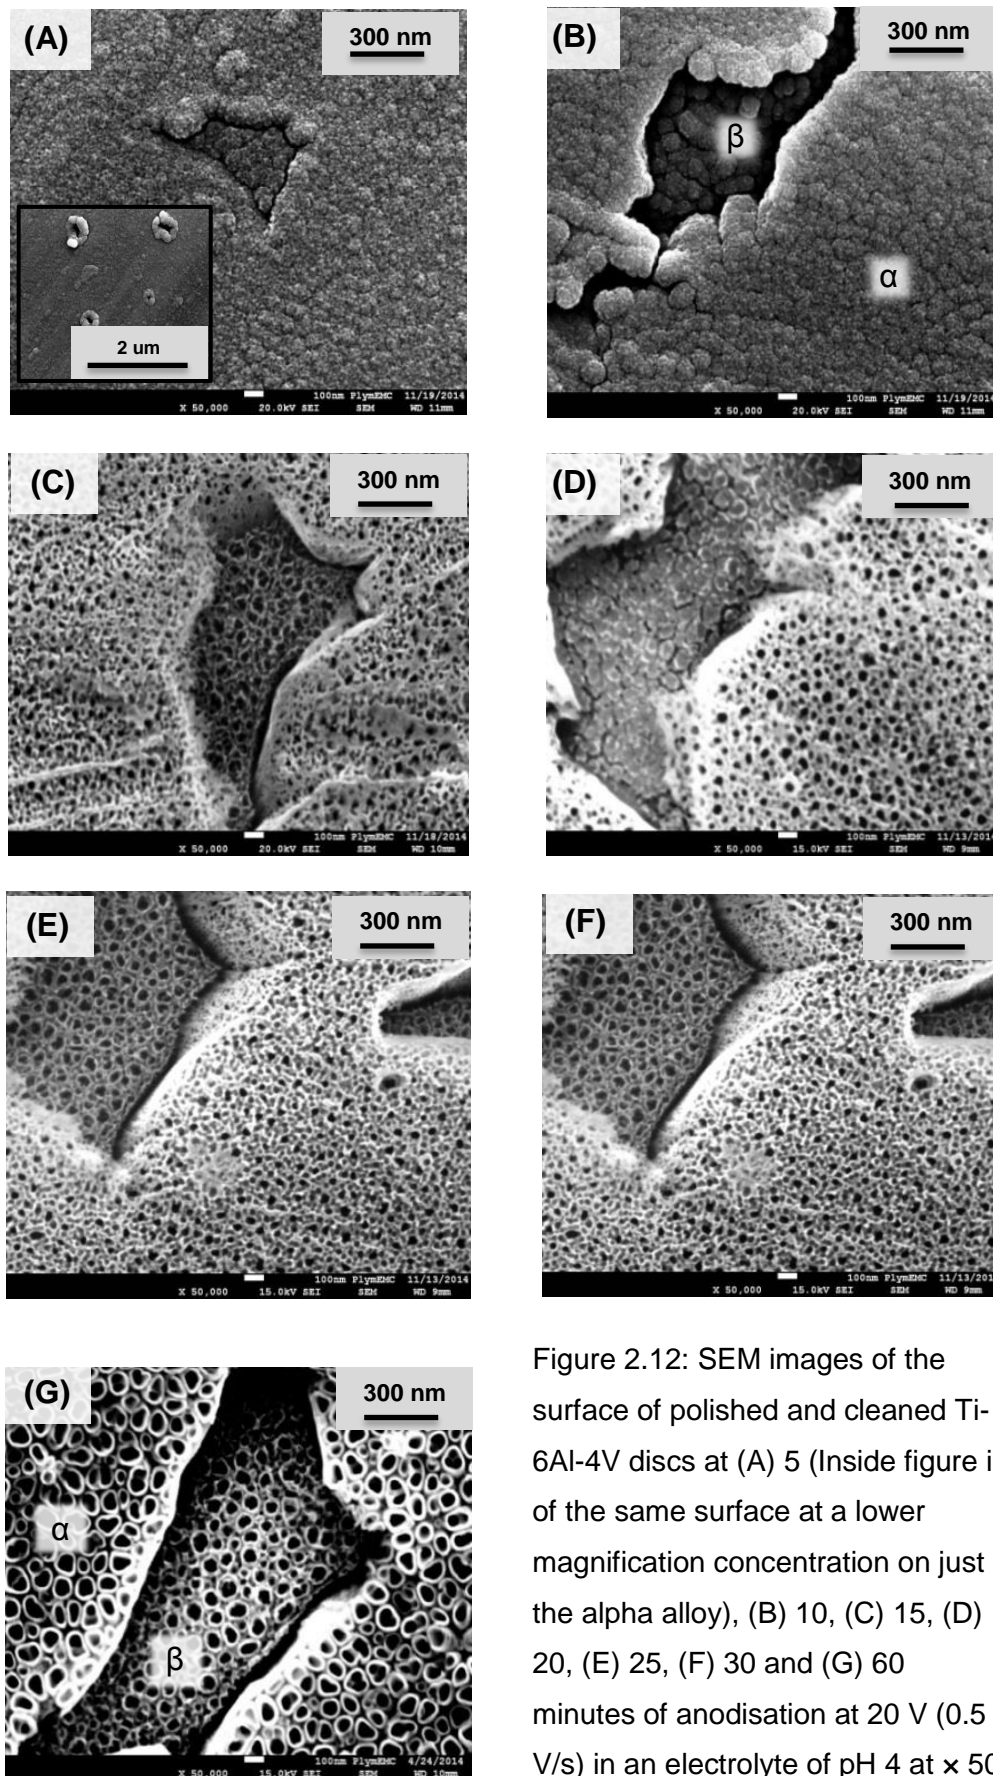 (A)
300 nm
2 um
100nm PlymEMC 11/19/2014
X 50,000 20.0kV SEI SEM WD 11mm
(B)
300 nm
β
α
100nm PlymEMC 11/19/2014
X 50,000 20.0kV SEI SEM WD 11mm
(C)
300 nm
100nm PlymEMC 11/18/2014
X 50,000 20.0kV SEI SEM WD 10mm
(D)
300 nm
100nm PlymEMC 11/13/2014
X 50,000 15.0kV SEI SEM WD 9mm
(E)
300 nm
100nm PlymEMC 11/13/2014
X 50,000 15.0kV SEI SEM WD 9mm
(F)
300 nm
100nm PlymEMC 11/13/201
X 50,000 15.0kV SEI SEM WD 9mm
(G)
300 nm
α
β
100nm PlymEMC 4/24/2014
X 50,000 15.0kV SEI SEM WD 10mm
Figure 2.12: SEM images of the
surface of polished and cleaned Ti-
6Al-4V discs at (A) 5 (Inside figure i
of the same surface at a lower
magnification concentration on just
the alpha alloy), (B) 10, (C) 15, (D)
20, (E) 25, (F) 30 and (G) 60
minutes of anodisation at 20 V (0.5
V/s) in an electrolyte of pH 4 at × 50